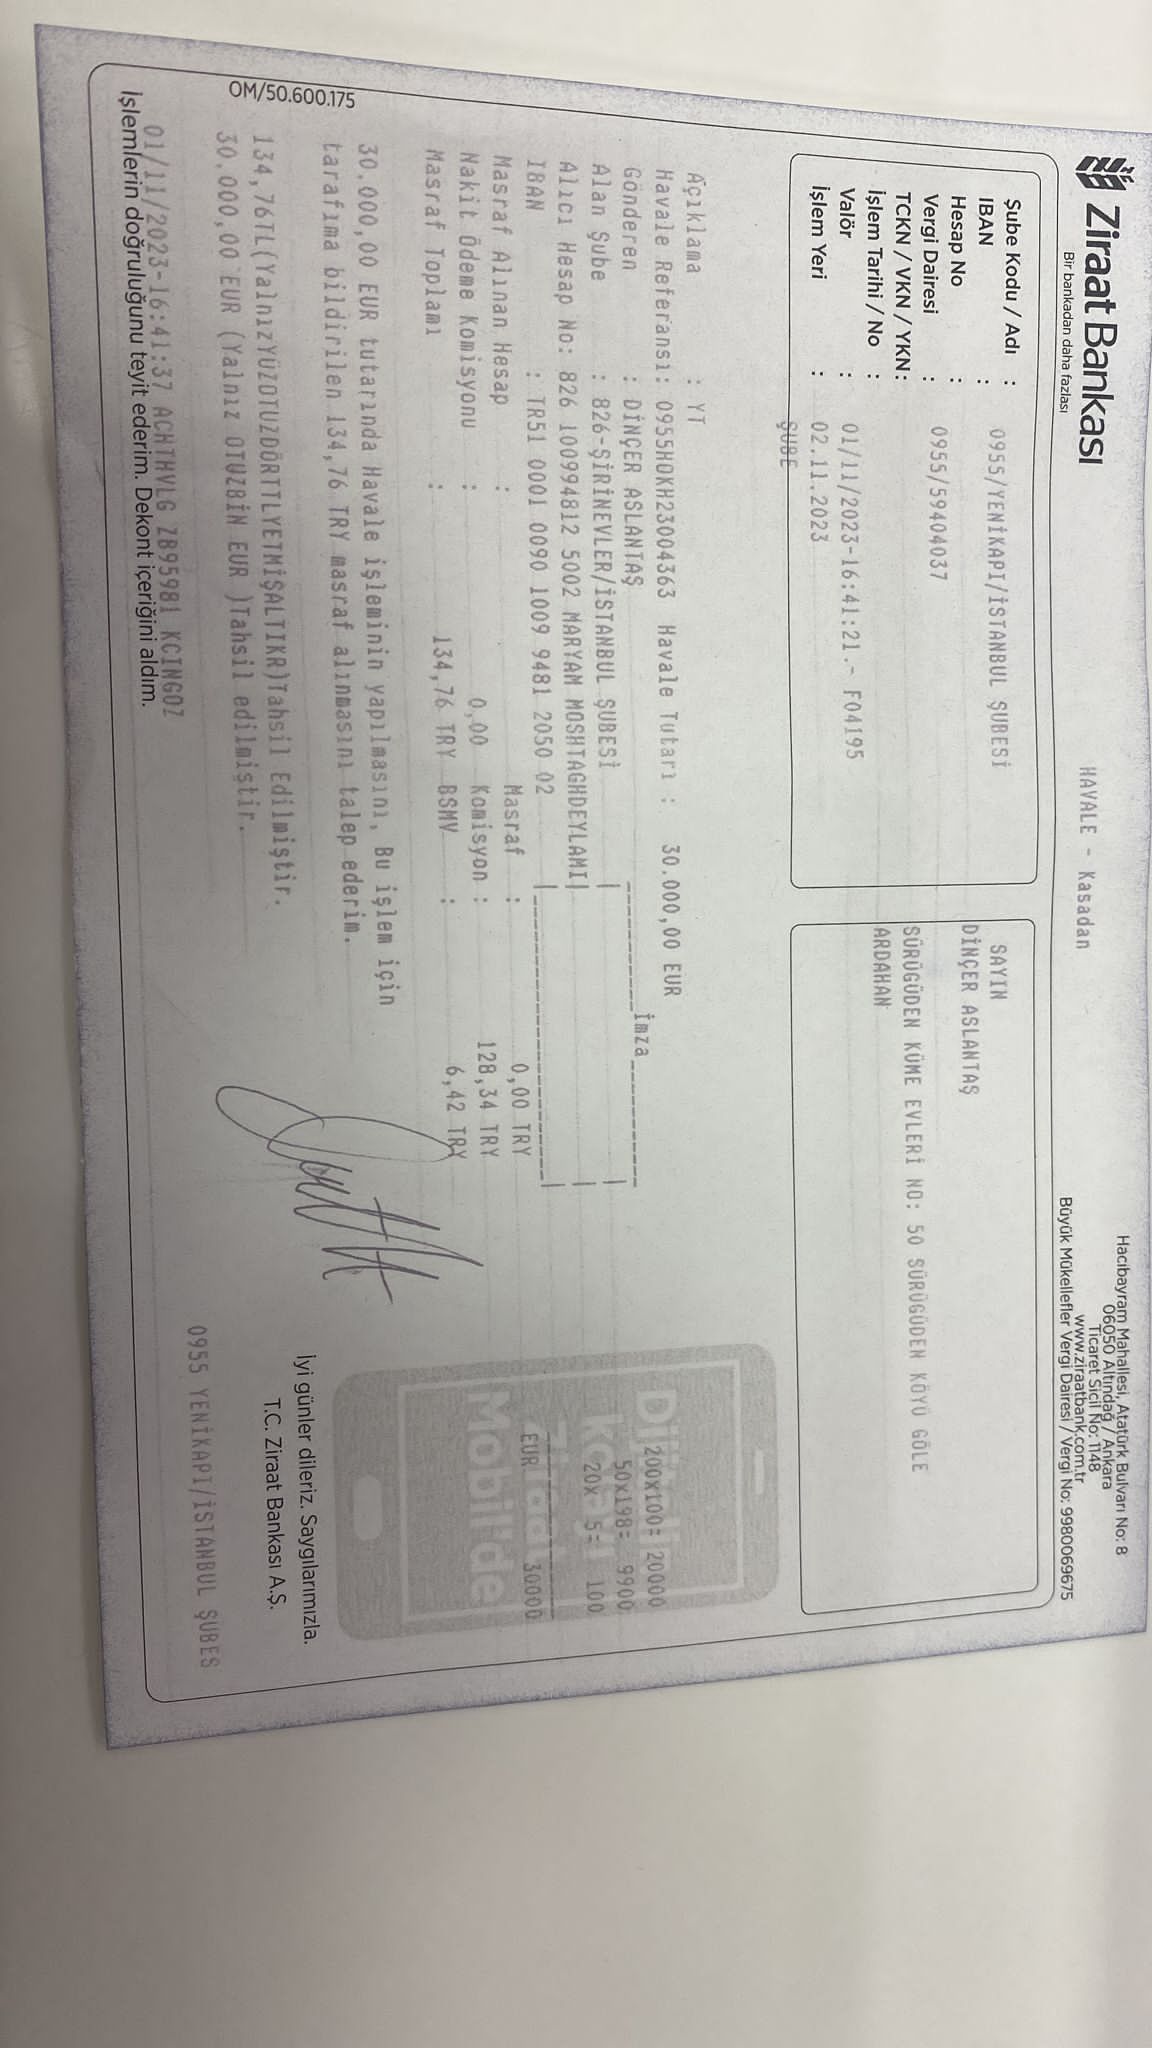 Ziraat Bankası
Bir bankadan daha fazlası
HAVALE - Kasadan
Hacıbayram Mahallesi, Atatürk Bulvarı No: 8
06050 Altındağ / Ankara
Ticaret Sicil No: 1148
www.ziraatbank.com.tr
Büyük Mükellefler Vergi Dairesi / Vergi No: 9980069675
Şube Kodu / Adı : 0955/YENİKAPI/İSTANBUL ŞUBESİ
IBAN :
Hesap No :
Vergi Dairesi : 0955/59404037
TCKN / VKN / YKN:
İşlem Tarihi / No : 01/11/2023-16:41:21.- F04195
Valör : 02.11.2023
İşlem Yeri : ŞUBE
SAYIN
DİNÇER ASLANTAŞ
SÜRÜGÜDEN KÜME EVLERİ NO: 50 SÜRÜGÜDEN KÖYÜ GÖLE
ARDAHAN
Açıklama : YT
Havale Referansı: 0955HOKH23004363 Havale Tutarı : 30.000,00 EUR
Gönderen : DİNÇER ASLANTAŞ
İmza
Alan Şube : 826-ŞİRİNEVLER/İSTANBUL ŞUBESİ
Alıcı Hesap No: 826 100994812 5002 MARYAM MOSHTAGHDEYLAMI
IBAN : TR51 0001 0090 1009 9481 2050 02
Masraf Alınan Hesap : Masraf : 0,00 TRY
Nakit Ödeme Komisyonu : 0,00 Komisyon : 128,34 TRY
Masraf Toplamı : 134,76 TRY BSMV : 6,42 TRY
30.000,00 EUR tutarında Havale işleminin yapılmasını, Bu işlem için
tarafıma bildirilen 134,76 TRY masraf alınmasını talep ederim.
134,76TL(YalnızYÜZOTUZDÖRTTLYETMİŞALTIKR)Tahsil Edilmiştir.
30.000,00 EUR (Yalnız OTUZBİN EUR )Tahsil edilmiştir.
200x100= 20000
50x198= 9900
20x 5= 100
EUR 30000
Mobil'de
İyi günler dileriz. Saygılarımızla.
T.C. Ziraat Bankası A.Ş.
01/11/2023-16:41:37 ACHTHVLG ZB95981 KCINGOZ
0955 YENİKAPI/İSTANBUL ŞUBES
İşlemlerin doğruluğunu teyit ederim. Dekont içeriğini aldım.
OM/50.600.175